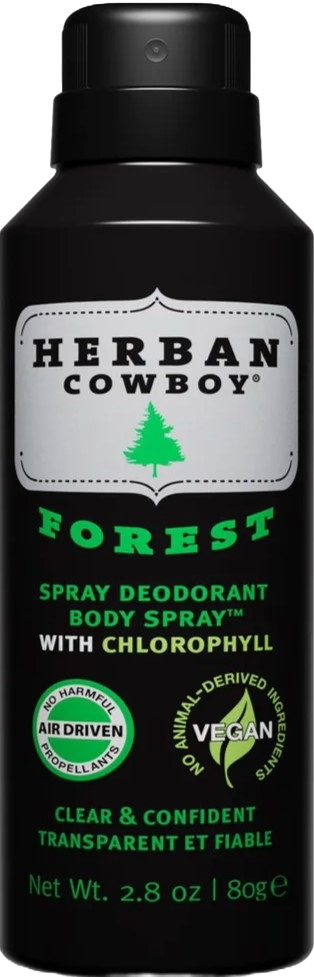 HERBAN
COWBOY®
FOREST
SPRAY DEODORANT
BODY SPRAY™
WITH CHLOROPHYLL
NO HARMFUL
AIR DRIVEN
PROPELLANTS
NO ANIMAL-DERIVED INGREDIENTS
VEGAN
CLEAR & CONFIDENT
TRANSPARENT ET FIABLE
Net Wt. 2.8 oz | 80g e